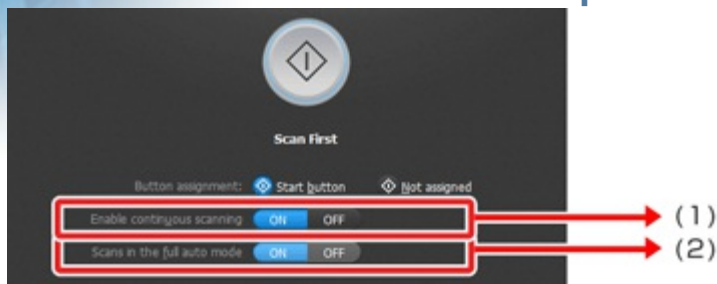 Scan First
Button assignment: Start button Not assigned
Enable continuous scanning ON OFF (1)
Scans in the full auto mode ON OFF (2)